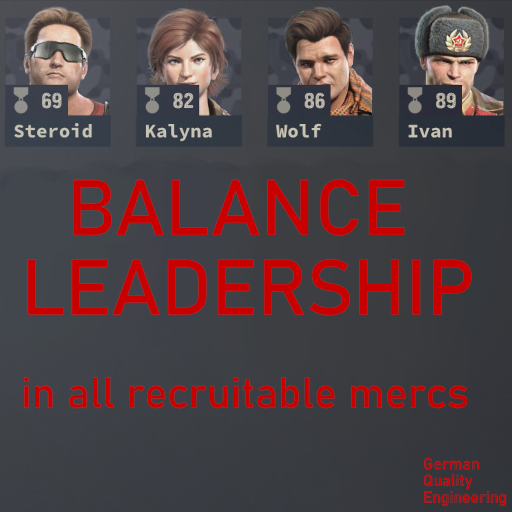 69 82 86 89
Steroid Kalyna Wolf Ivan
BALANCE
LEADERSHIP
in all recruitable mercs
German
Quality
Engineering